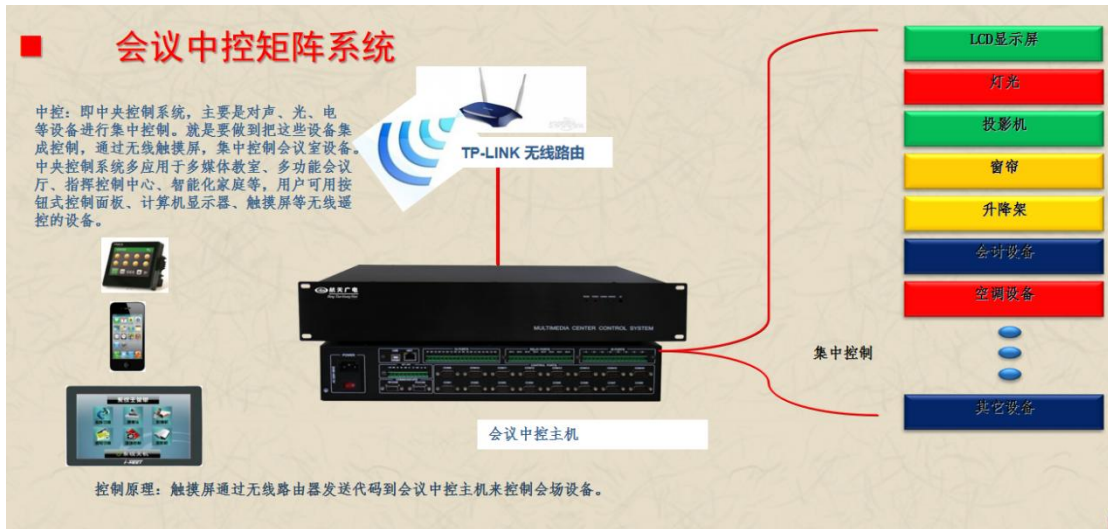 会议中控矩阵系统
中控：即中央控制系统，主要是对声、光、电
等设备进行集中控制。就是要做到把这些设备集
成控制，通过无线触摸屏，集中控制会议室设备。
中央控制系统多应用于多媒体教室、多功能会议
厅、指挥控制中心、智能化家庭等，用户可用按
钮式控制面板、计算机显示器、触摸屏等无线遥
控的设备。
TP-LINK 无线路由
航天广电
MULTIMEDIA CENTER CONTROL SYSTEM
POWER
会议中控主机
集中控制
LCD显示屏
灯光
投影机
窗帘
升降架
会计设备
空调设备
其它设备
控制原理：触摸屏通过无线路由器发送代码到会议中控主机来控制会场设备。